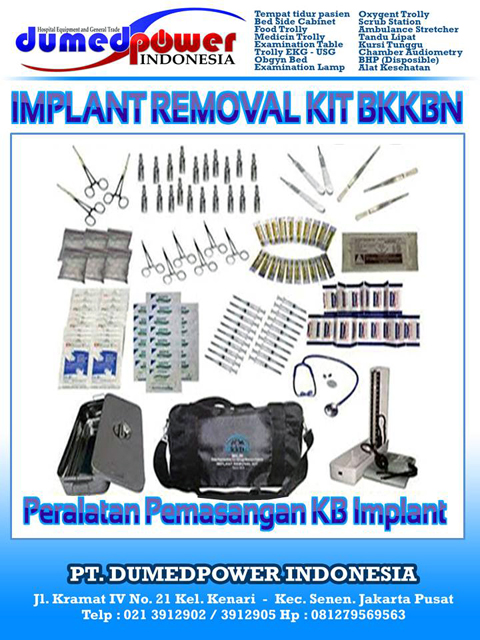 Hospital Equipment and General Trade
dumedpower
INDONESIA
Tempat tidur pasien
Bed Side Cabinet
Food Trolly
Medicin Trolly
Examination Table
Trolly EKG - USG
Obgyn Bed
Examination Lamp
Oxygent Trolly
Scrub Station
Ambulance Stretcher
Tandu Lipat
Kursi Tunggu
Chamber Audiometry
BHP (Disposible)
Alat Kesehatan
IMPLANT REMOVAL KIT BKKBN
IMPLANT REMOVAL KIT
Peralatan Pemasangan KB Implant
PT. DUMEDPOWER INDONESIA
Jl. Kramat IV No. 21 Kel. Kenari - Kec. Senen. Jakarta Pusat
Telp : 021 3912902 / 3912905 Hp : 081279569563